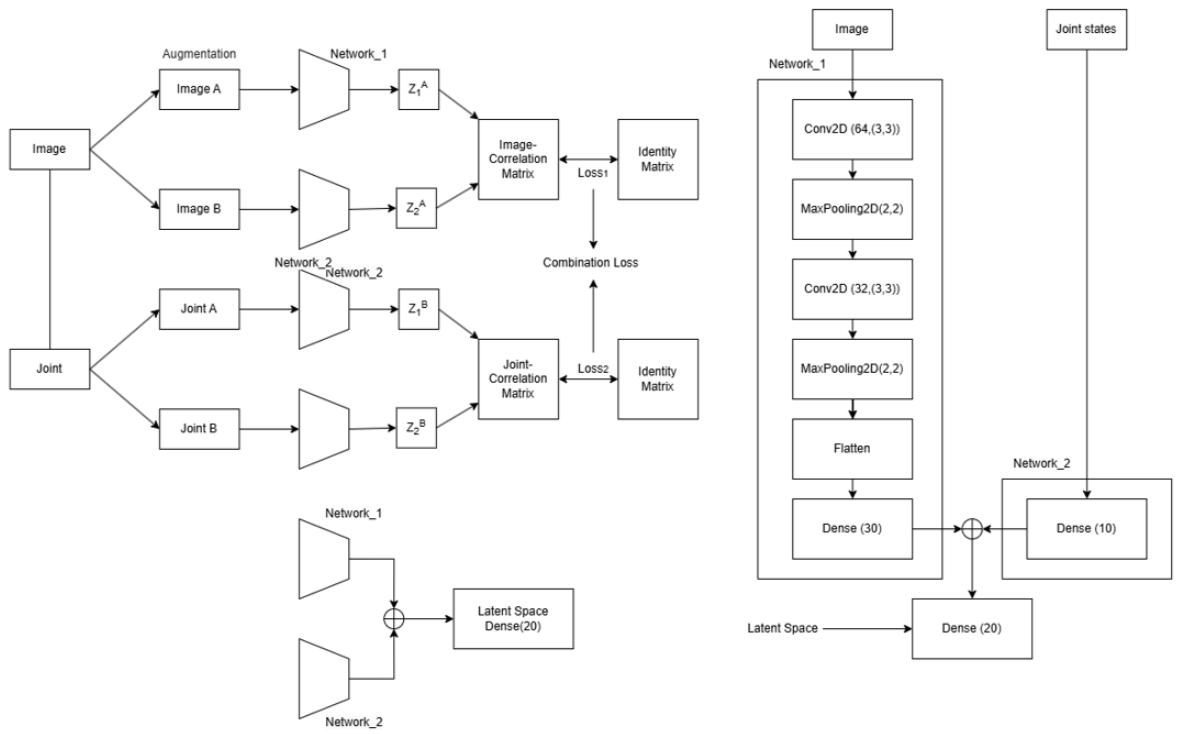 Augmentation
Network_1
Image A
Z₁ᴬ
Image
Image-
Correlation
Matrix
Identity
Matrix
Loss₁
Image B
Z₂ᴬ
Combination Loss
Network_2
Network_2
Joint A
Z₁ᴮ
Joint
Joint-
Correlation
Matrix
Loss₂
Identity
Matrix
Joint B
Z₂ᴮ
Network_1
Latent Space
Dense(20)
Network_2
Image
Joint states
Network_1
Conv2D (64,(3,3))
MaxPooling2D(2,2)
Conv2D (32,(3,3))
MaxPooling2D(2,2)
Flatten
Network_2
Dense (30)
Dense (10)
Latent Space
Dense (20)